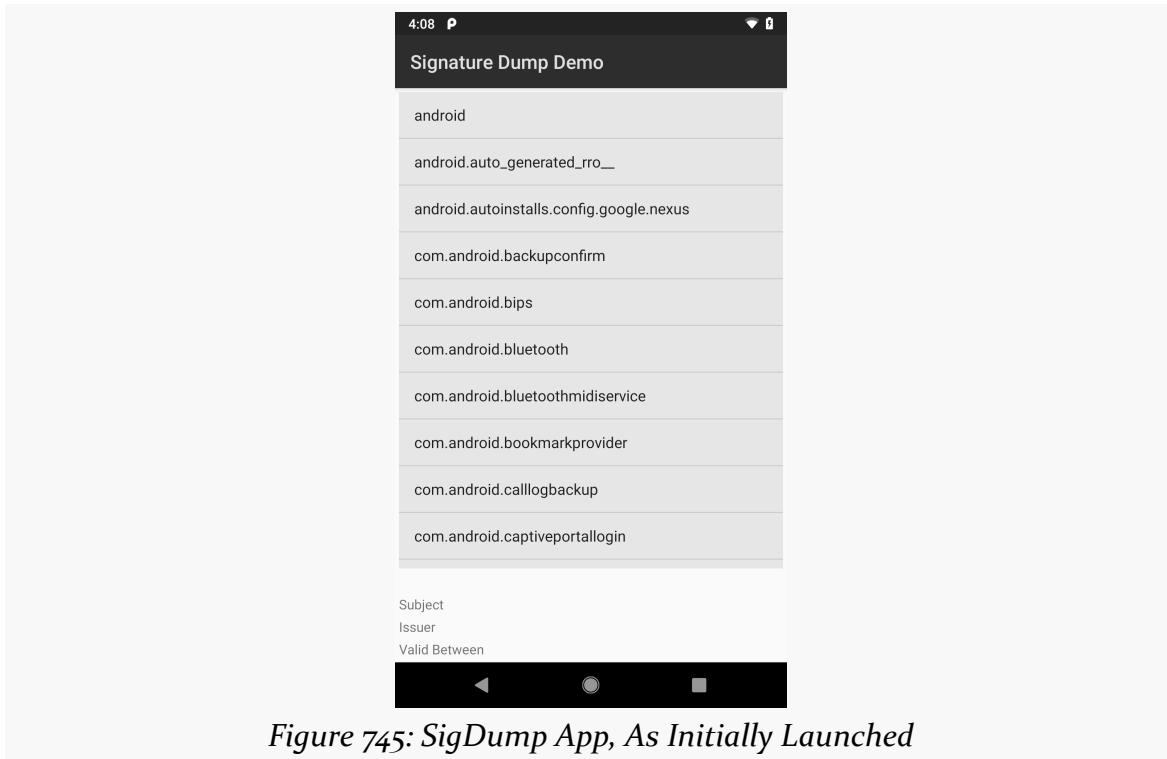 4:08
Signature Dump Demo
android
android.auto_generated_rro__
android.autoinstalls.config.google.nexus
com.android.backupconfirm
com.android.bips
com.android.bluetooth
com.android.bluetoothmidiservice
com.android.bookmarkprovider
com.android.calllogbackup
com.android.captiveportallogin
Subject
Issuer
Valid Between
Figure 745: SigDump App, As Initially Launched